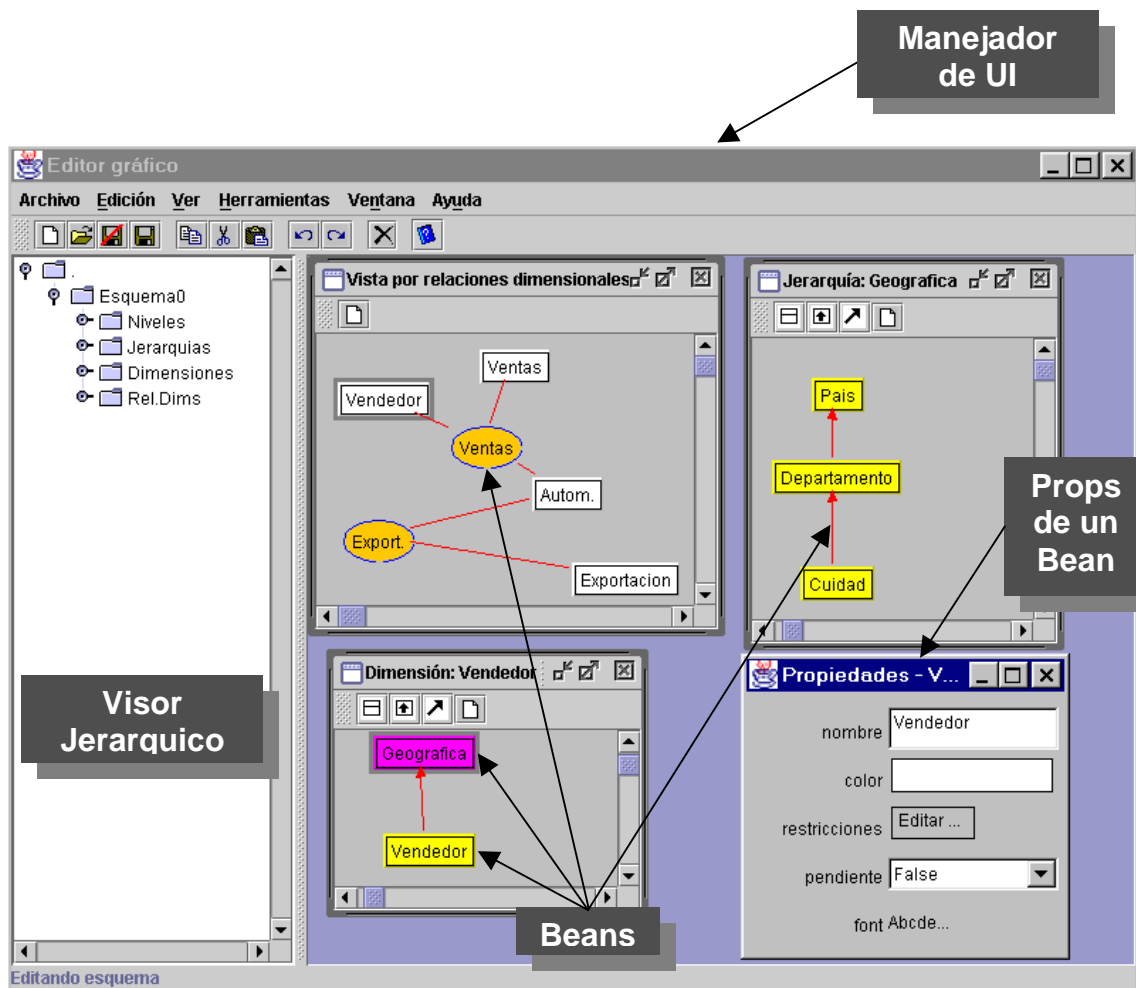 Manejador
de UI
Editor gráfico
Archivo Edición Ver Herramientas Ventana Ayuda
.
Esquema0
Niveles
Jerarquias
Dimensiones
Rel.Dims
Vista por relaciones dimensionales
Ventas
Vendedor
Ventas
Autom.
Export.
Exportacion
Jerarquía: Geografica
Pais
Departamento
Cuidad
Props
de un
Bean
Visor
Jerarquico
Dimensión: Vendedor
Geografica
Vendedor
Beans
Propiedades - V...
nombre Vendedor
color
restricciones Editar ...
pendiente False
font Abcde...
Editando esquema